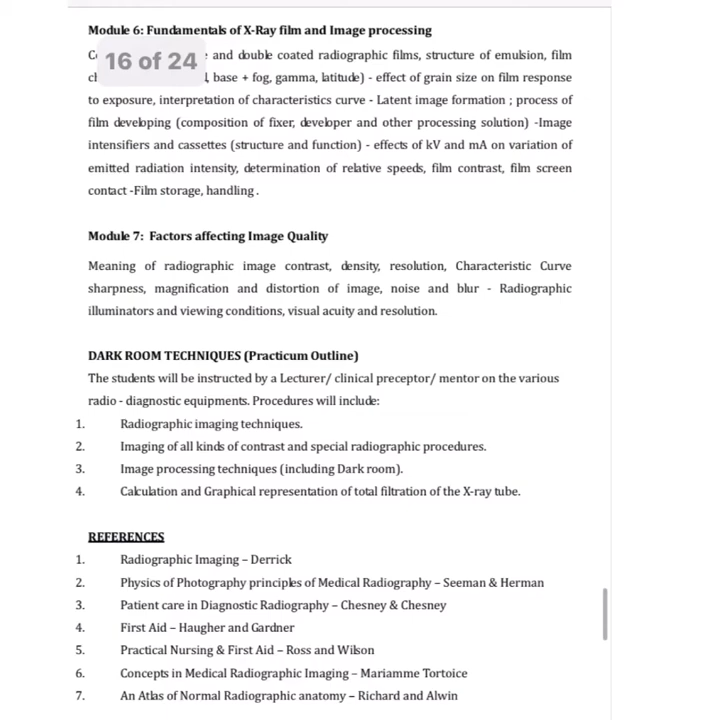 Module 6: Fundamentals of X-Ray film and Image processing
and double coated radiographic films, structure of emulsion, film
16 of 24
base + fog, gamma, latitude) - effect of grain size on film response
to exposure, interpretation of characteristics curve - Latent image formation ; process of
film developing (composition of fixer, developer and other processing solution) -Image
intensifiers and cassettes (structure and function) - effects of kV and mA on variation of
emitted radiation intensity, determination of relative speeds, film contrast, film screen
contact -Film storage, handling .
Module 7: Factors affecting Image Quality
Meaning of radiographic image contrast, density, resolution, Characteristic Curve
sharpness, magnification and distortion of image, noise and blur - Radiographic
illuminators and viewing conditions, visual acuity and resolution.
DARK ROOM TECHNIQUES (Practicum Outline)
The students will be instructed by a Lecturer/ clinical preceptor/ mentor on the various
radio - diagnostic equipments. Procedures will include:
1. Radiographic imaging techniques.
2. Imaging of all kinds of contrast and special radiographic procedures.
3. Image processing techniques (including Dark room).
4. Calculation and Graphical representation of total filtration of the X-ray tube.
REFERENCES
1. Radiographic Imaging – Derrick
2. Physics of Photography principles of Medical Radiography – Seeman & Herman
3. Patient care in Diagnostic Radiography – Chesney & Chesney
4. First Aid – Haugher and Gardner
5. Practical Nursing & First Aid – Ross and Wilson
6. Concepts in Medical Radiographic Imaging – Mariamme Tortoice
7. An Atlas of Normal Radiographic anatomy – Richard and Alwin